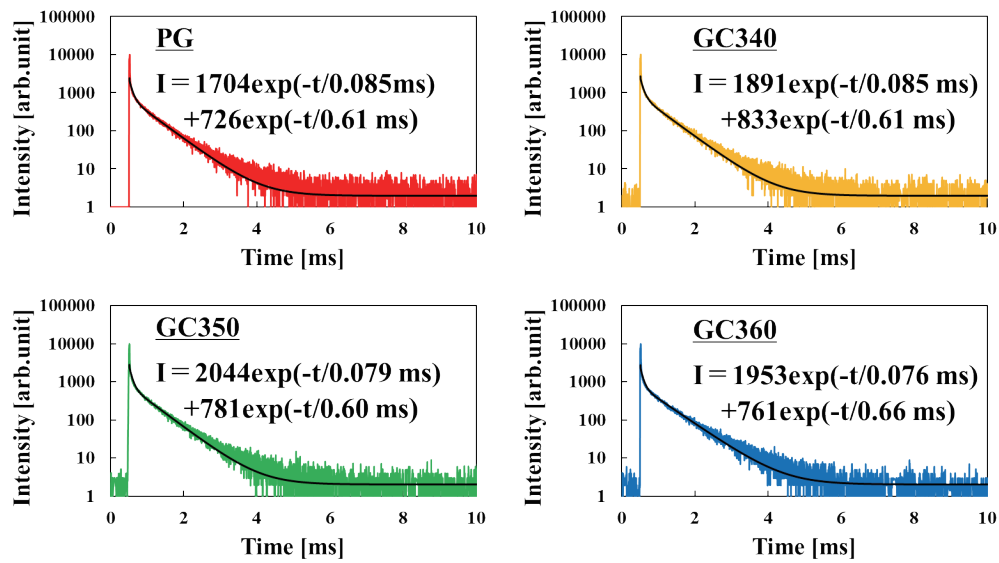 PG
I＝1704exp(-t/0.085ms)
+726exp(-t/0.61 ms)
Intensity [arb.unit]
100000
10000
1000
100
10
1
0 2 4 6 8 10
Time [ms]
GC340
I＝1891exp(-t/0.085 ms)
+833exp(-t/0.61 ms)
Intensity [arb.unit]
100000
10000
1000
100
10
1
0 2 4 6 8 10
Time [ms]
GC350
I＝2044exp(-t/0.079 ms)
+781exp(-t/0.60 ms)
Intensity [arb.unit]
100000
10000
1000
100
10
1
0 2 4 6 8 10
Time [ms]
GC360
I＝1953exp(-t/0.076 ms)
+761exp(-t/0.66 ms)
Intensity [arb.unit]
100000
10000
1000
100
10
1
0 2 4 6 8 10
Time [ms]